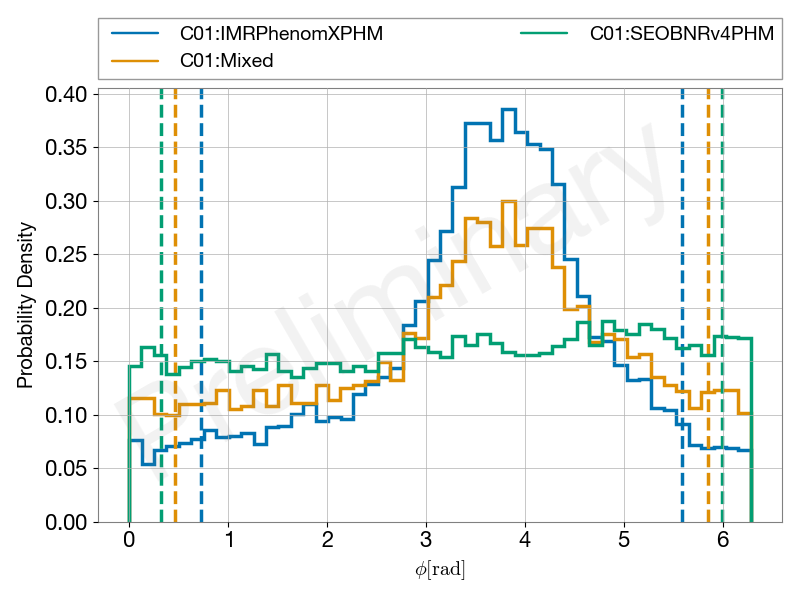 C01:IMRPhenomXPHM
C01:Mixed
C01:SEOBNRv4PHM
0.40
0.35
0.30
0.25
0.20
0.15
0.10
0.05
0.00
Probability Density
Preliminary
0 1 2 3 4 5 6
ϕ[rad]